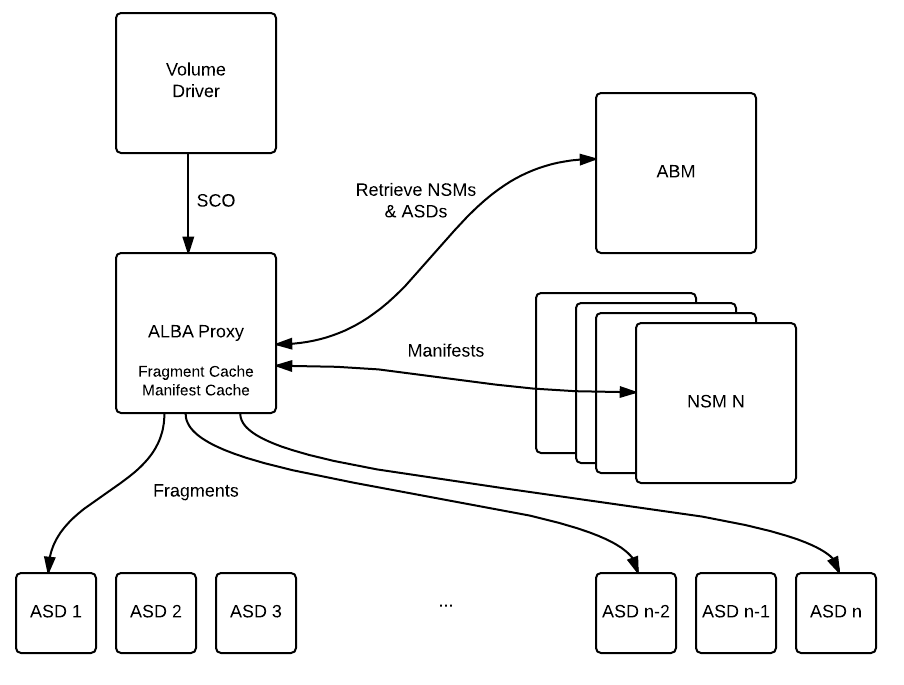 Volume
Driver
SCO
Retrieve NSMs
& ASDs
ABM
ALBA Proxy
Fragment Cache
Manifest Cache
Manifests
NSM N
Fragments
ASD 1
ASD 2
ASD 3
...
ASD n-2
ASD n-1
ASD n